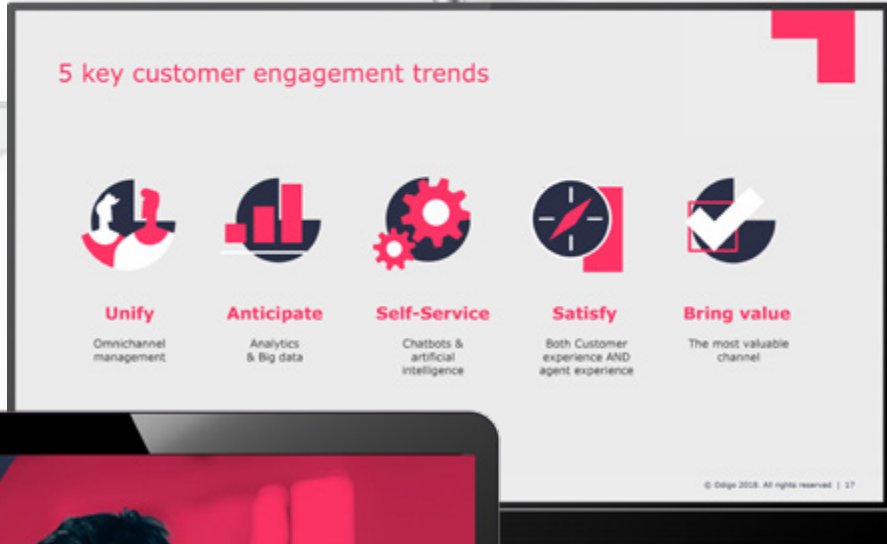 5 key customer engagement trends
Unify
Omnichannel
management
Anticipate
Analytics
& Big data
Self-Service
Chatbots &
artificial
intelligence
Satisfy
Both Customer
experience AND
agent experience
Bring value
The most valuable
channel
© Odigo 2018. All rights reserved | 17